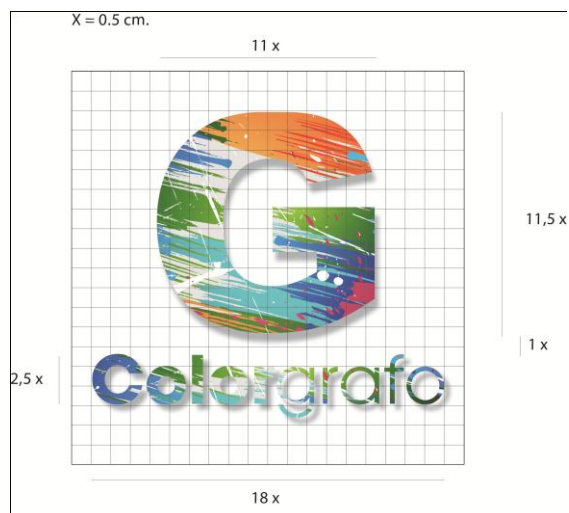 X = 0.5 cm.
11 x
G
11,5 x
1 x
Colorgrafo
2,5 x
18 x